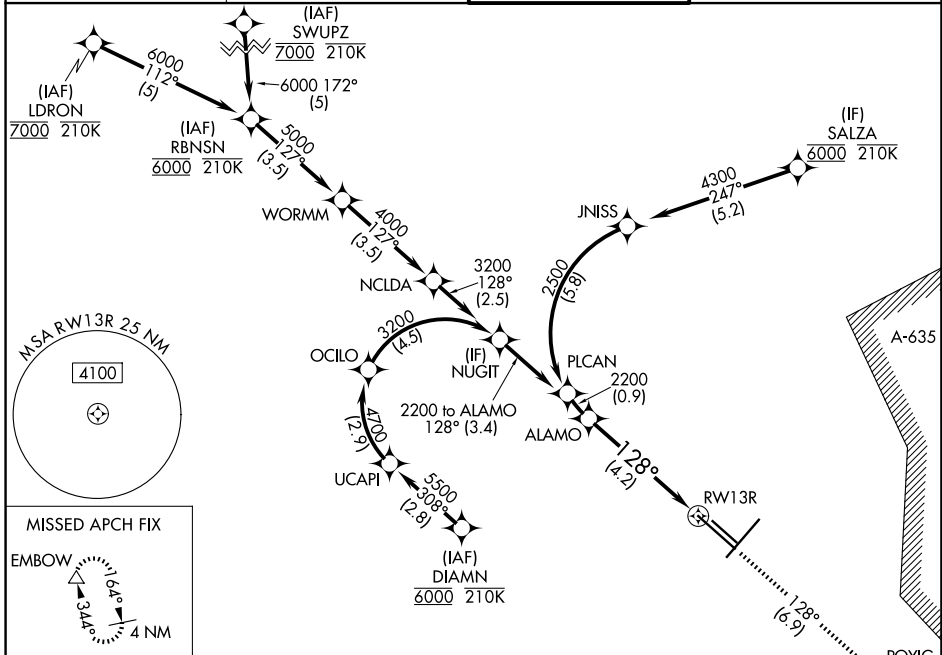 (IAF)
SWUPZ
7000 210K
6000
112°
(5)
(IAF)
LDRON
7000 210K
6000 172°
(5)
(IAF)
RBNSN
6000 210K
5000
127°
(3.5)
(IF)
SALZA
6000 210K
4300
247°
(5.2)
WORMM
4000
127°
(3.5)
JNISS
NCLDA
3200
128°
(2.5)
2500
(5.8)
MSA RW13R 25 NM
4100
A-635
3200
(4.5)
OCILO
(IF)
NUGIT
PLCAN
2200
(0.9)
2200 to ALAMO
128° (3.4)
ALAMO
4700
(2.9)
128°
(4.2)
UCAPI
5500
308°
(2.8)
RW13R
(IAF)
DIAMN
6000 210K
MISSED APCH FIX
EMBOW
164°
344°
4 NM
128°
(6.9)